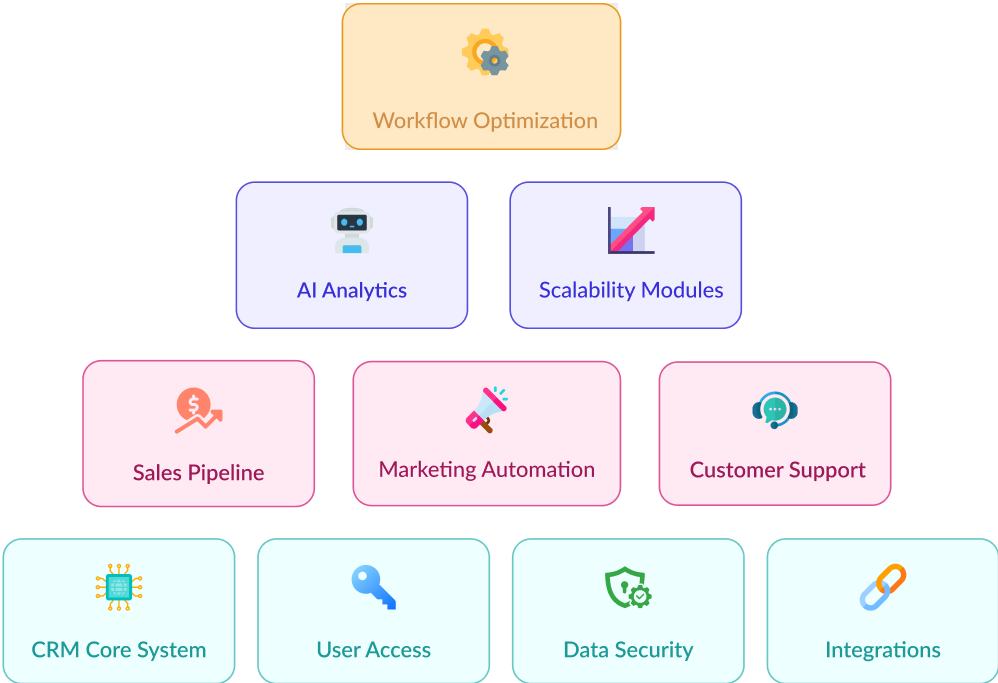 Workflow Optimization
AI Analytics
Scalability Modules
$
Sales Pipeline
Marketing Automation
Customer Support
CRM Core System
User Access
Data Security
Integrations